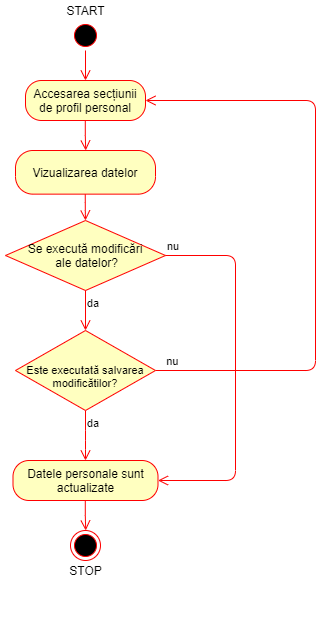 START
Accesarea secțiunii
de profil personal
Vizualizarea datelor
Se execută modificări
ale datelor?
nu
da
Este executată salvarea
modificătilor?
nu
da
Datele personale sunt
actualizate
STOP